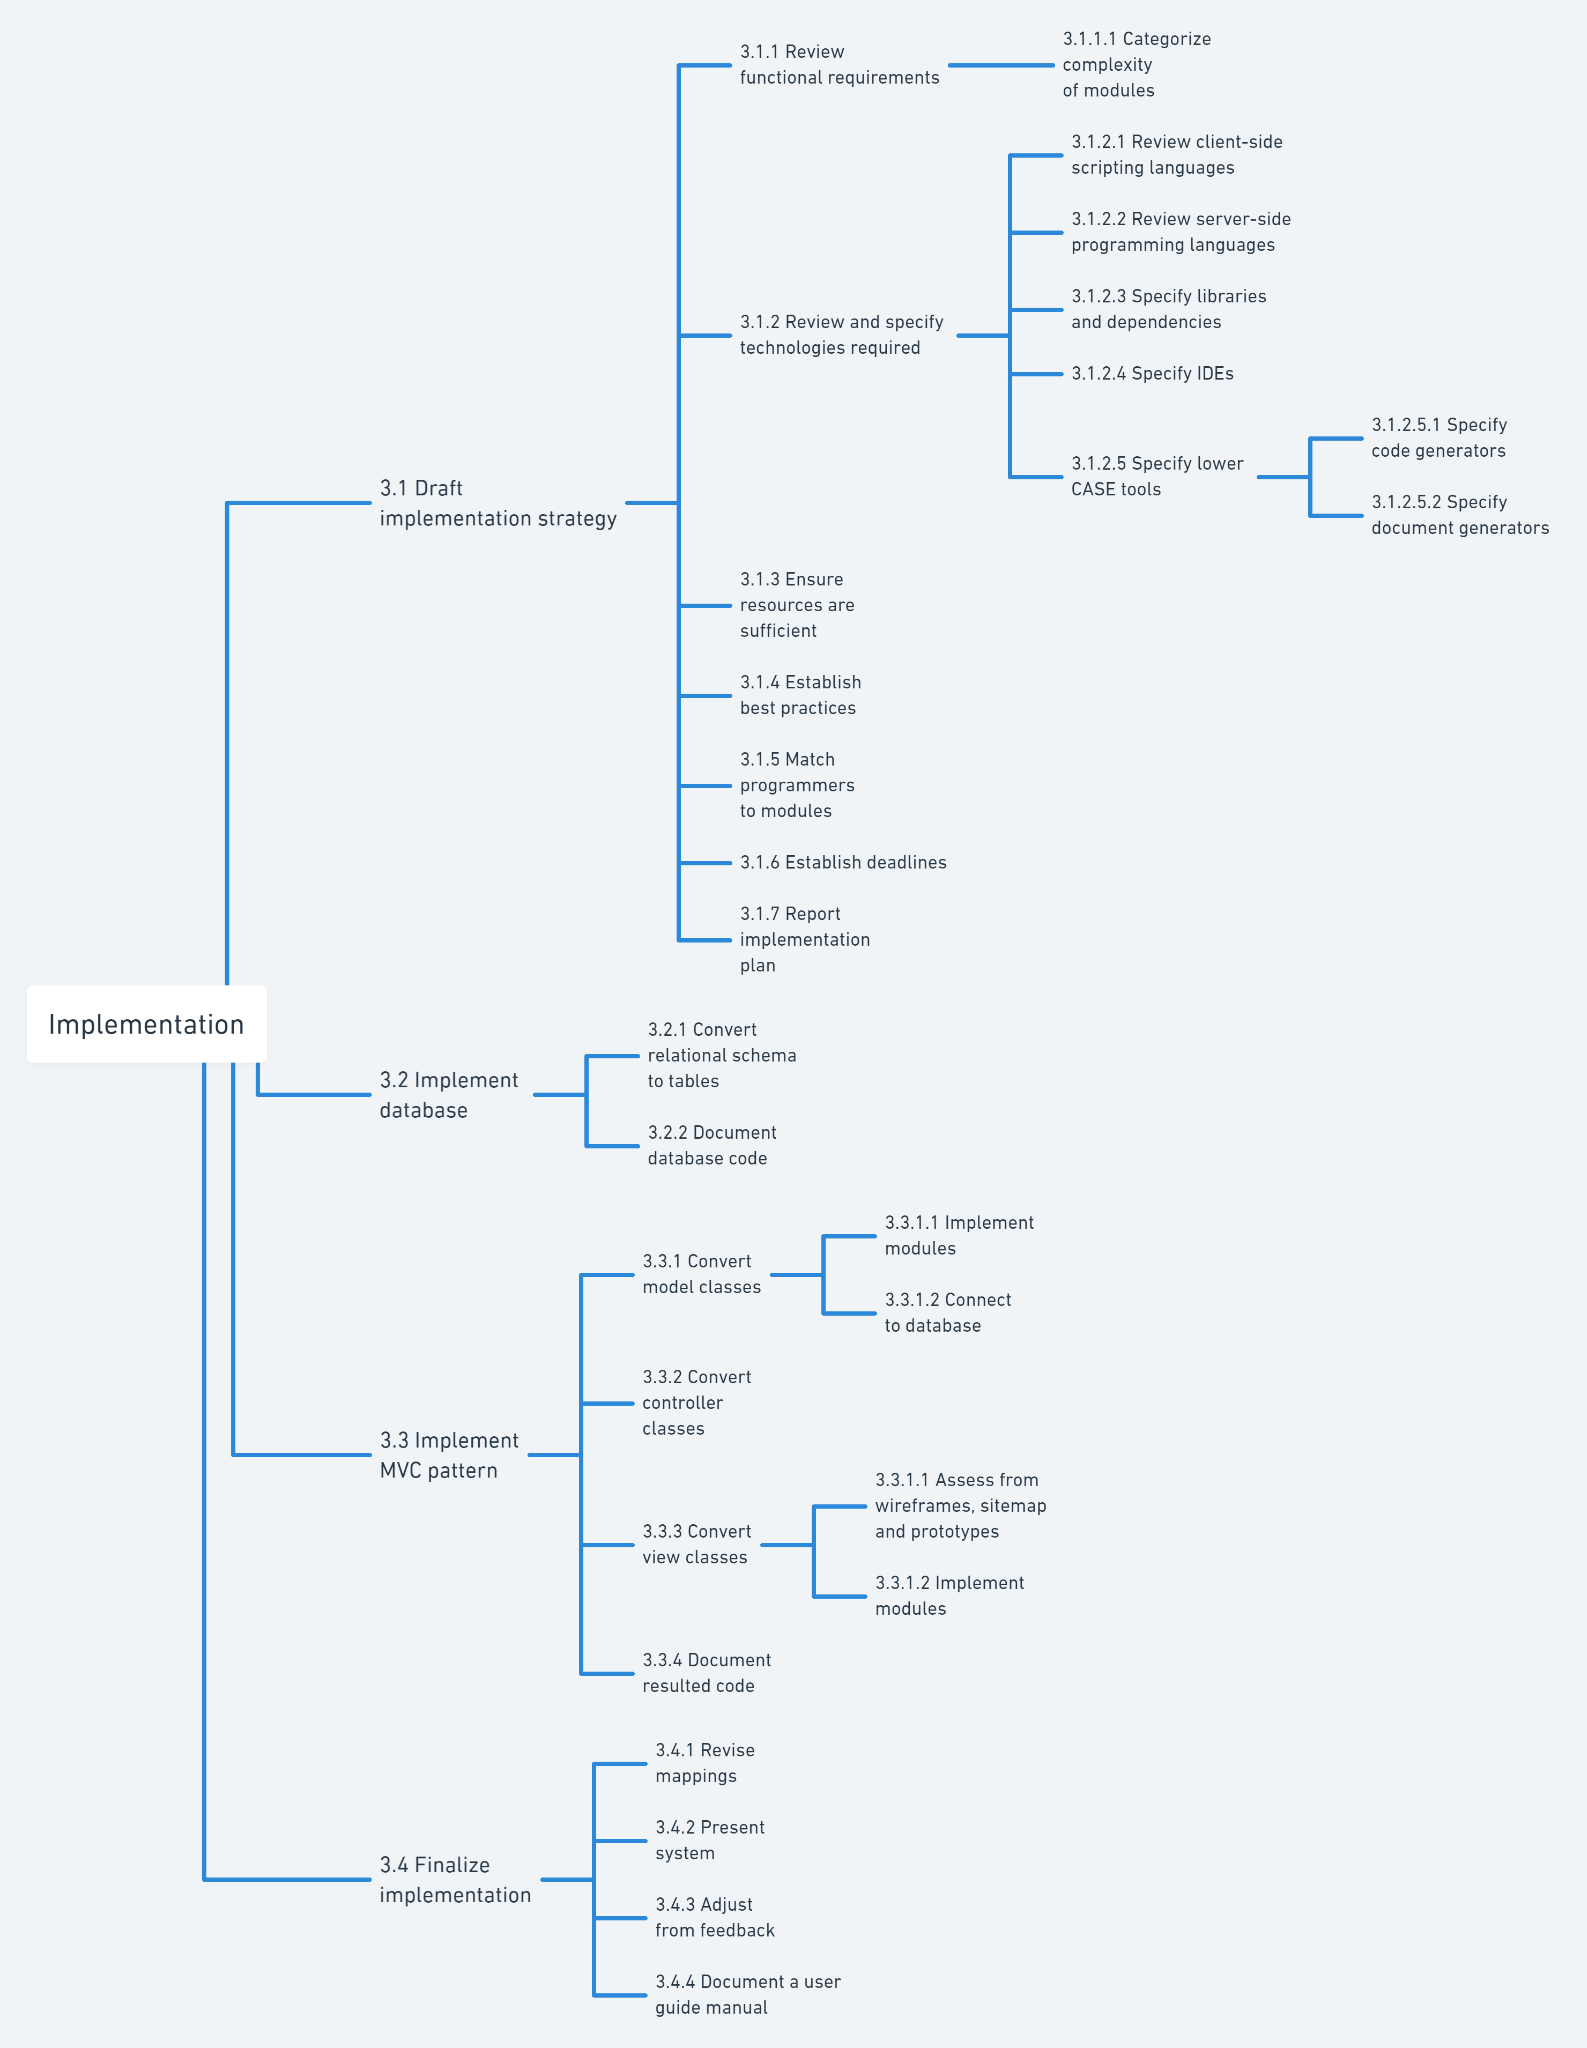 3.1.1 Review
functional requirements
3.1.1.1 Categorize
complexity
of modules
3.1.2.1 Review client-side
scripting languages
3.1.2.2 Review server-side
programming languages
3.1.2.3 Specify libraries
and dependencies
3.1.2 Review and specify
technologies required
3.1.2.4 Specify IDEs
3.1.2.5 Specify lower
CASE tools
3.1.2.5.1 Specify
code generators
3.1.2.5.2 Specify
document generators
3.1 Draft
implementation strategy
3.1.3 Ensure
resources are
sufficient
3.1.4 Establish
best practices
3.1.5 Match
programmers
to modules
3.1.6 Establish deadlines
3.1.7 Report
implementation
plan
Implementation
3.2 Implement
database
3.2.1 Convert
relational schema
to tables
3.2.2 Document
database code
3.3 Implement
MVC pattern
3.3.1 Convert
model classes
3.3.1.1 Implement
modules
3.3.1.2 Connect
to database
3.3.2 Convert
controller
classes
3.3.3 Convert
view classes
3.3.1.1 Assess from
wireframes, sitemap
and prototypes
3.3.1.2 Implement
modules
3.3.4 Document
resulted code
3.4 Finalize
implementation
3.4.1 Revise
mappings
3.4.2 Present
system
3.4.3 Adjust
from feedback
3.4.4 Document a user
guide manual